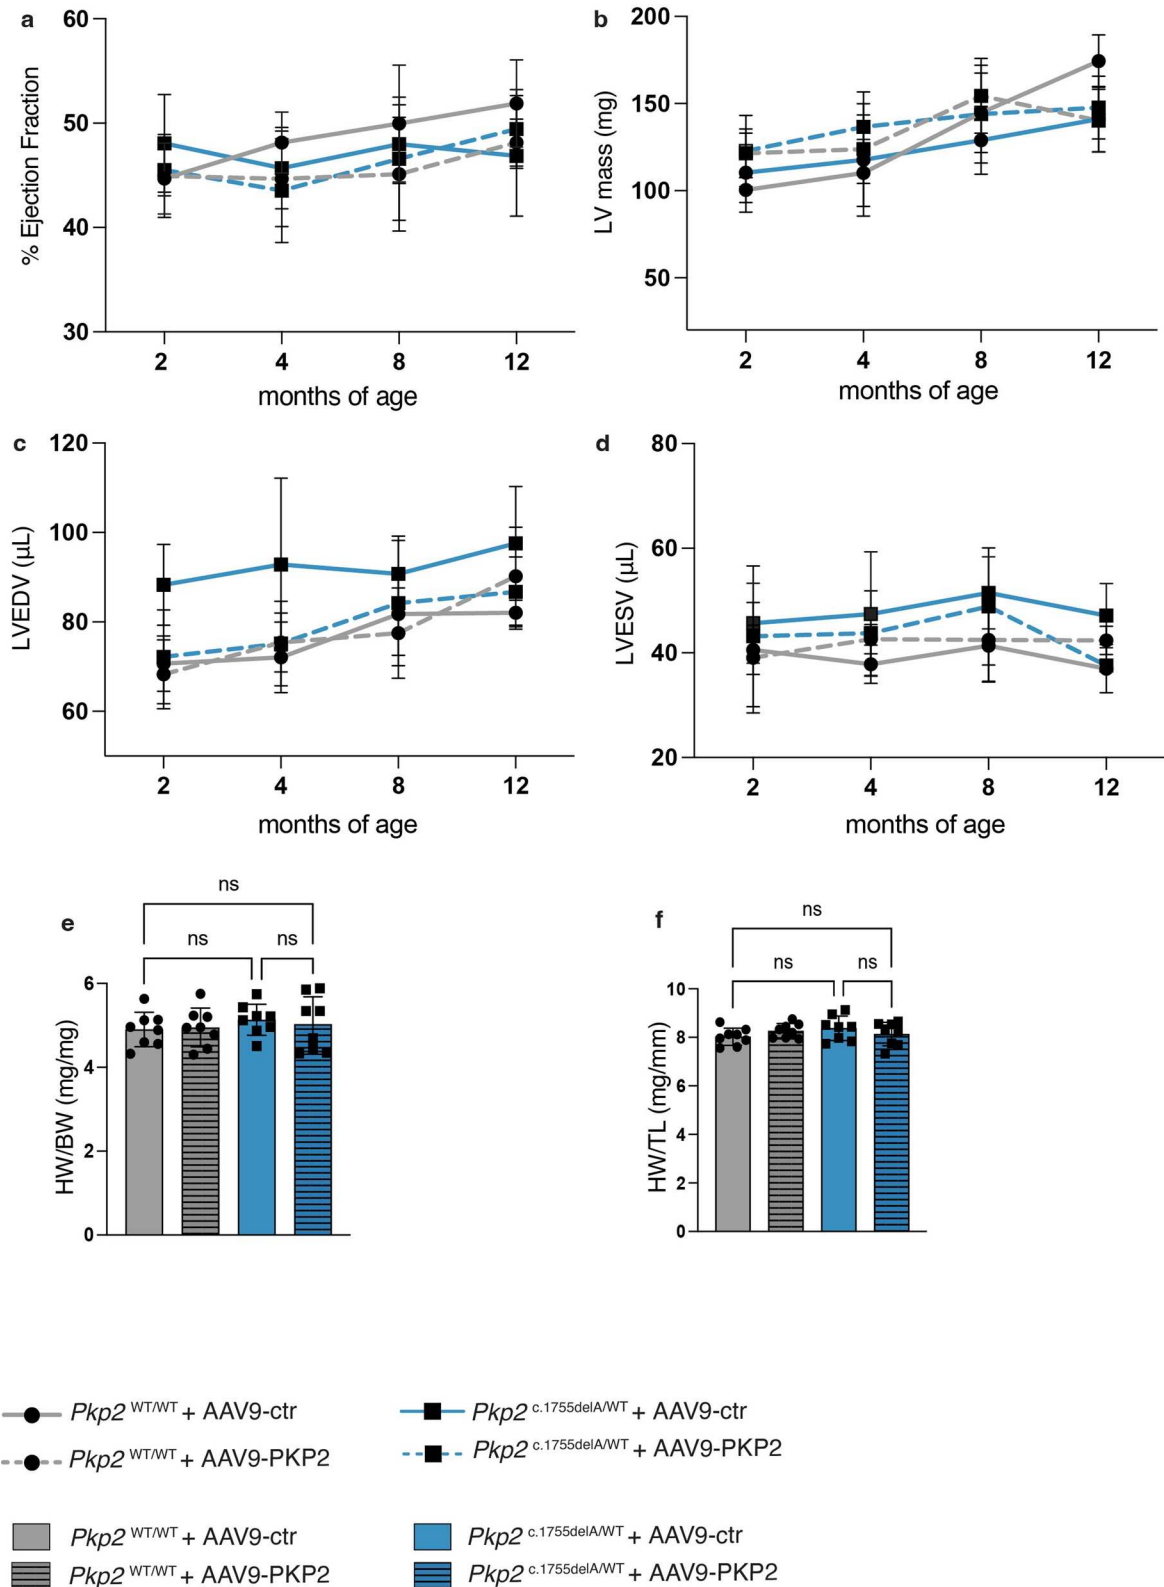 a
60
50
40
30
% Ejection Fraction
2 4 8 12
months of age
b
200
150
100
50
LV mass (mg)
2 4 8 12
months of age
c
120
100
80
60
LVEDV (µL)
2 4 8 12
months of age
d
80
60
40
20
LVESV (µL)
2 4 8 12
months of age
e
ns
ns ns
6
4
2
0
HW/BW (mg/mg)
f
ns
ns ns
10
8
6
4
2
0
HW/TL (mg/mm)
Pkp2 WT/WT + AAV9-ctr
Pkp2 c.1755delA/WT + AAV9-ctr
Pkp2 WT/WT + AAV9-PKP2
Pkp2 c.1755delA/WT + AAV9-PKP2
Pkp2 WT/WT + AAV9-ctr
Pkp2 c.1755delA/WT + AAV9-ctr
Pkp2 WT/WT + AAV9-PKP2
Pkp2 c.1755delA/WT + AAV9-PKP2